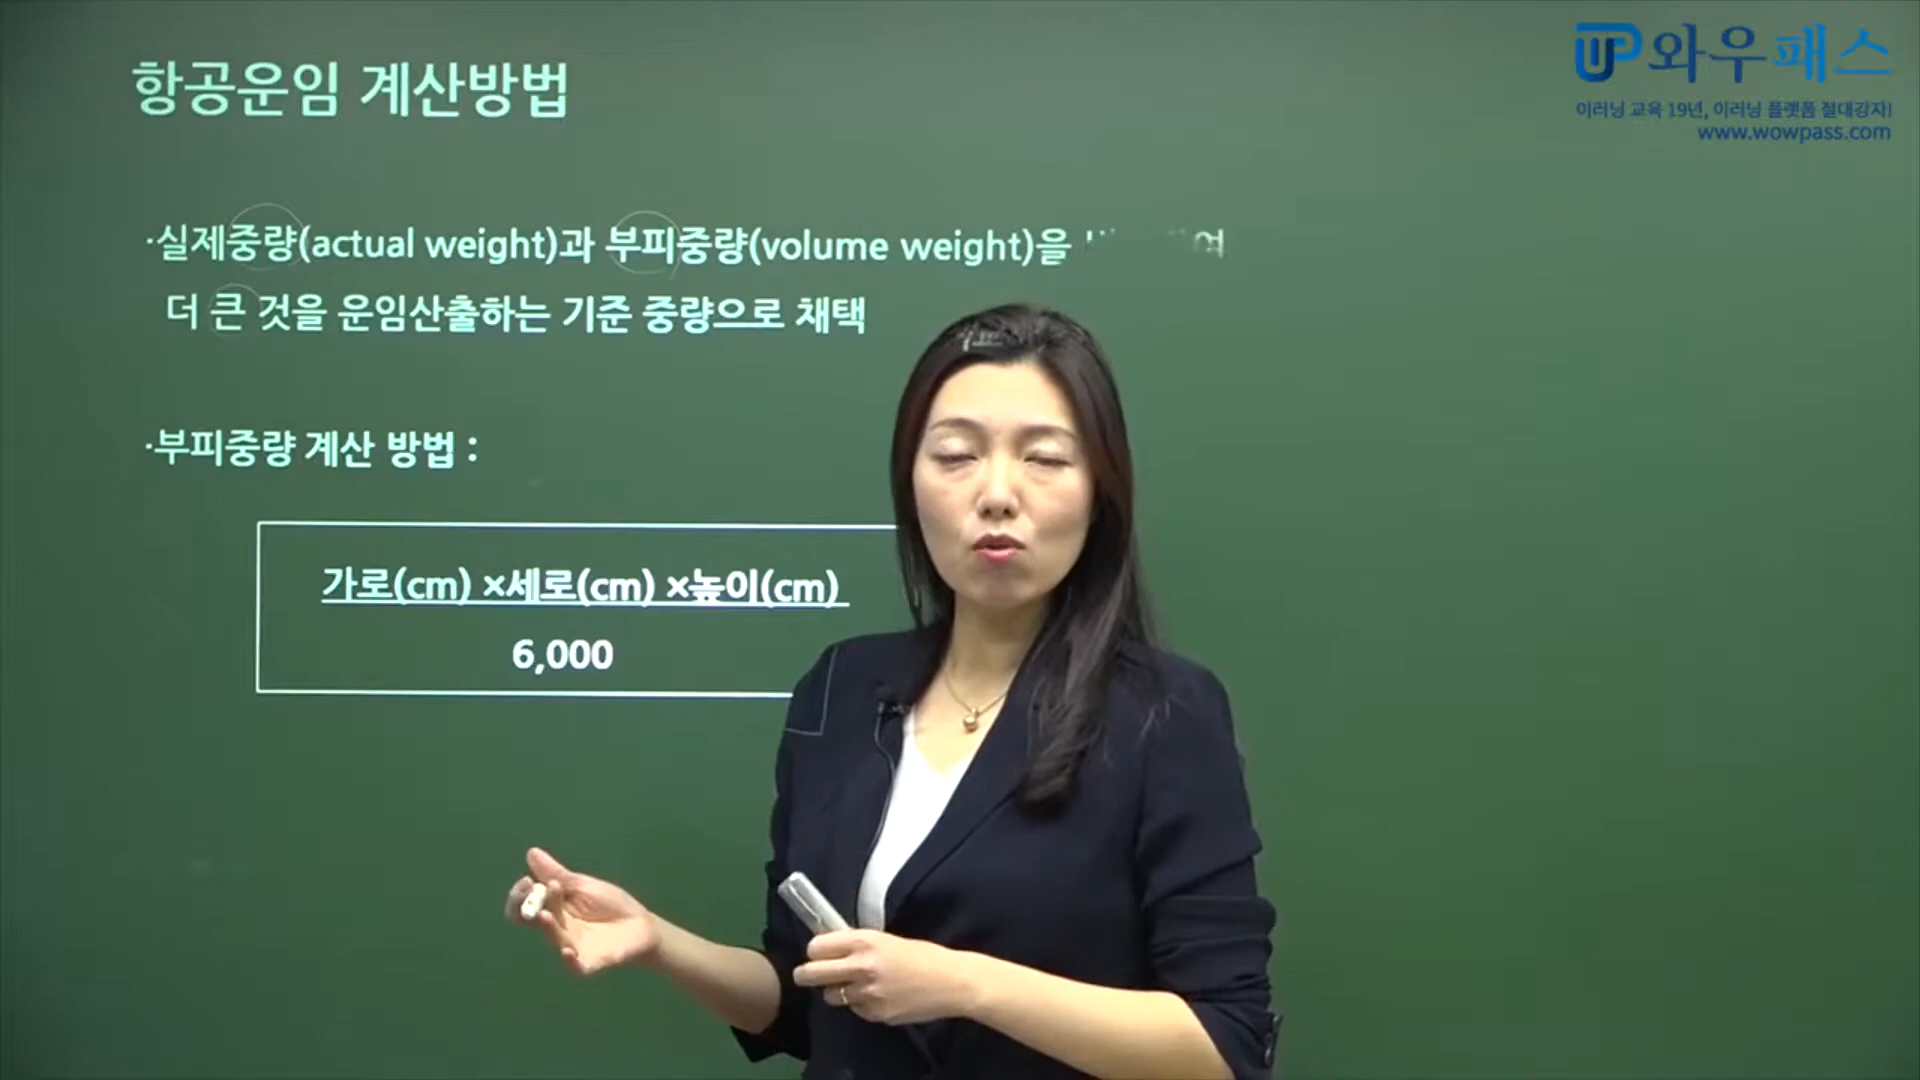 항공운임 계산방법
와우패스
이러닝 교육 19년, 이러닝 플랫폼 절대강자!
www.wowpass.com
·실제중량(actual weight)과 부피중량(volume weight)을
더 큰 것을 운임산출하는 기준 중량으로 채택
·부피중량 계산 방법 :
가로(cm) ×세로(cm) ×높이(cm)
6,000